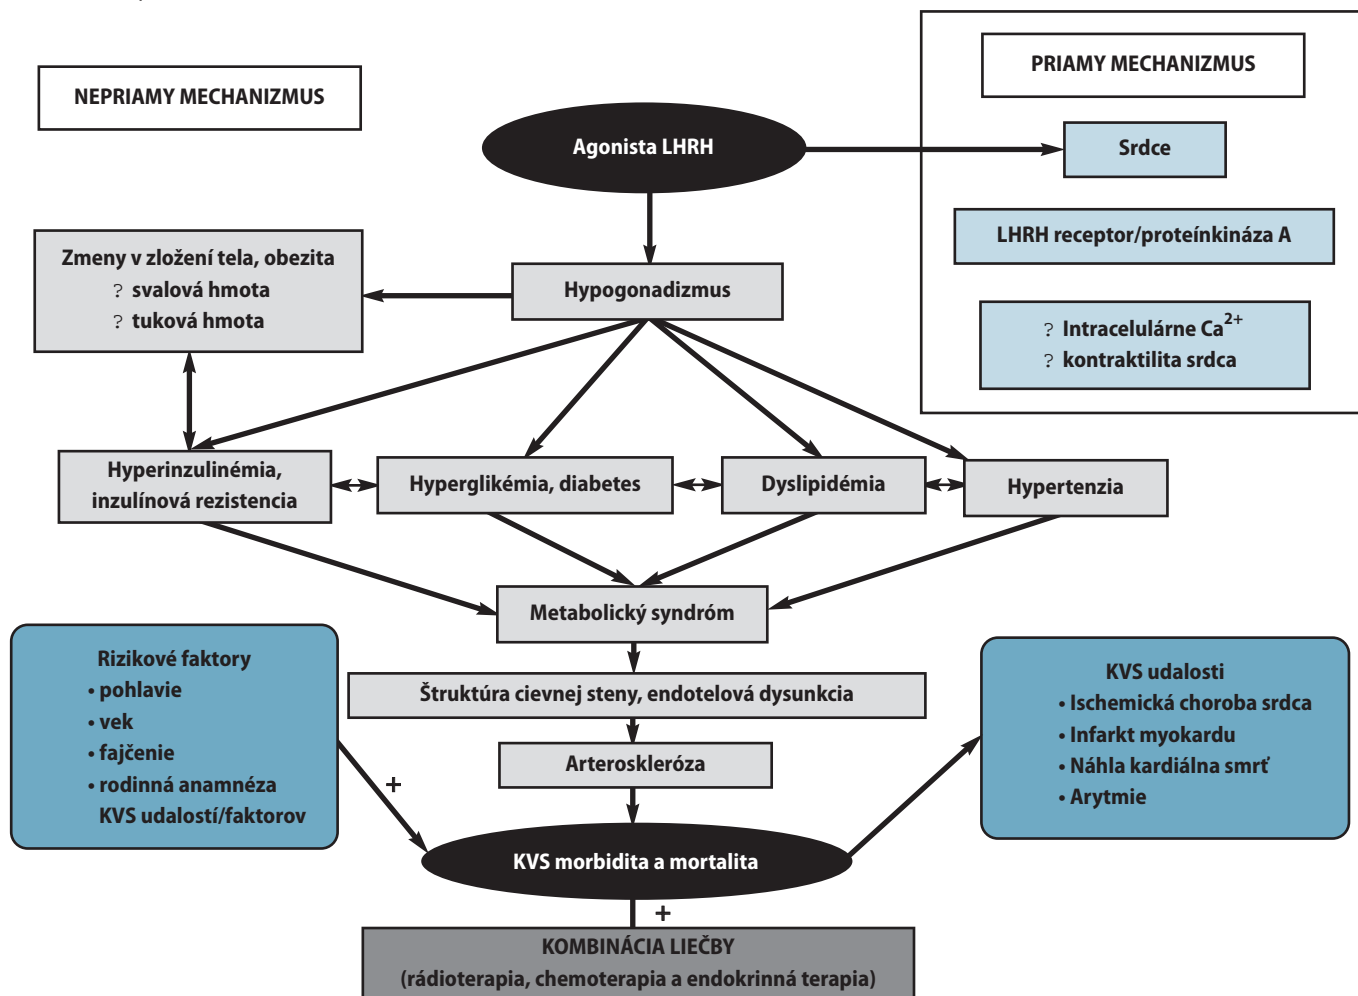 NEPRIAMY MECHANIZMUS
PRIAMY MECHANIZMUS
Agonista LHRH
Srdce
LHRH receptor/proteínkináza A
? Intracelulárne Ca²⁺
? kontraktilita srdca
Zmeny v zložení tela, obezita
? svalová hmota
? tuková hmota
Hypogonadizmus
Hyperinzulinémia,
inzulínová rezistencia
Hyperglikémia, diabetes
Dyslipidémia
Hypertenzia
Metabolický syndróm
Štruktúra cievnej steny, endotelová dysunkcia
Arteroskleróza
Rizikové faktory
• pohlavie
• vek
• fajčenie
• rodinná anamnéza
KVS udalostí/faktorov
+
KVS morbidita a mortalita
KVS udalosti
• Ischemická choroba srdca
• Infarkt myokardu
• Náhla kardiálna smrť
• Arytmie
+
KOMBINÁCIA LIEČBY
(rádioterapia, chemoterapia a endokrinná terapia)